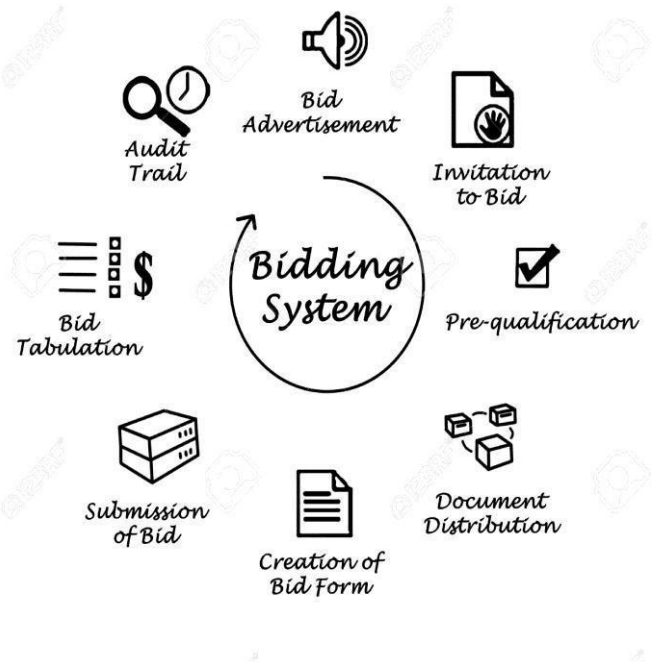 Bid
Advertisement
Invitation
to Bid
Pre-qualification
Document
Distribution
Creation of
Bid Form
Submission
of Bid
Bid
Tabulation
Audit
Trail
Bidding
System
$